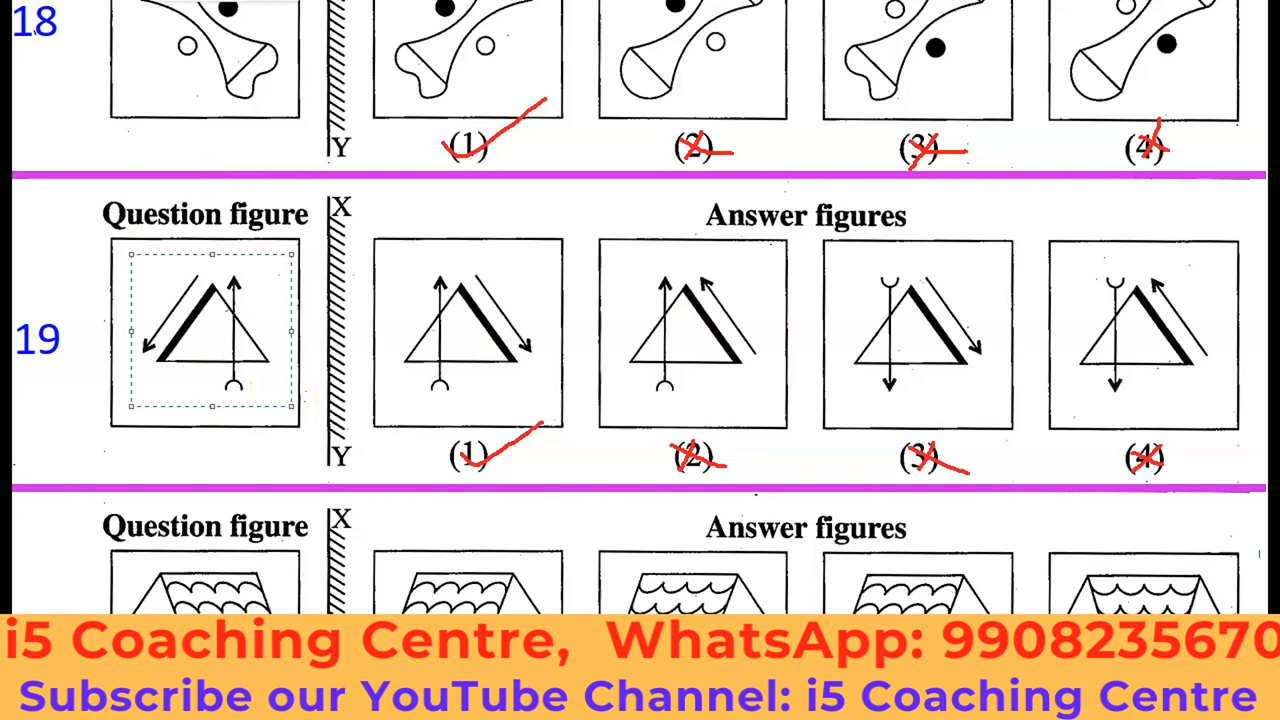 18
Y (1) (2) (3) (4)
Question figure X Answer figures
19
Y (1) (2) (3) (4)
Question figure X Answer figures
i5 Coaching Centre, WhatsApp: 9908235670
Subscribe our YouTube Channel: i5 Coaching Centre